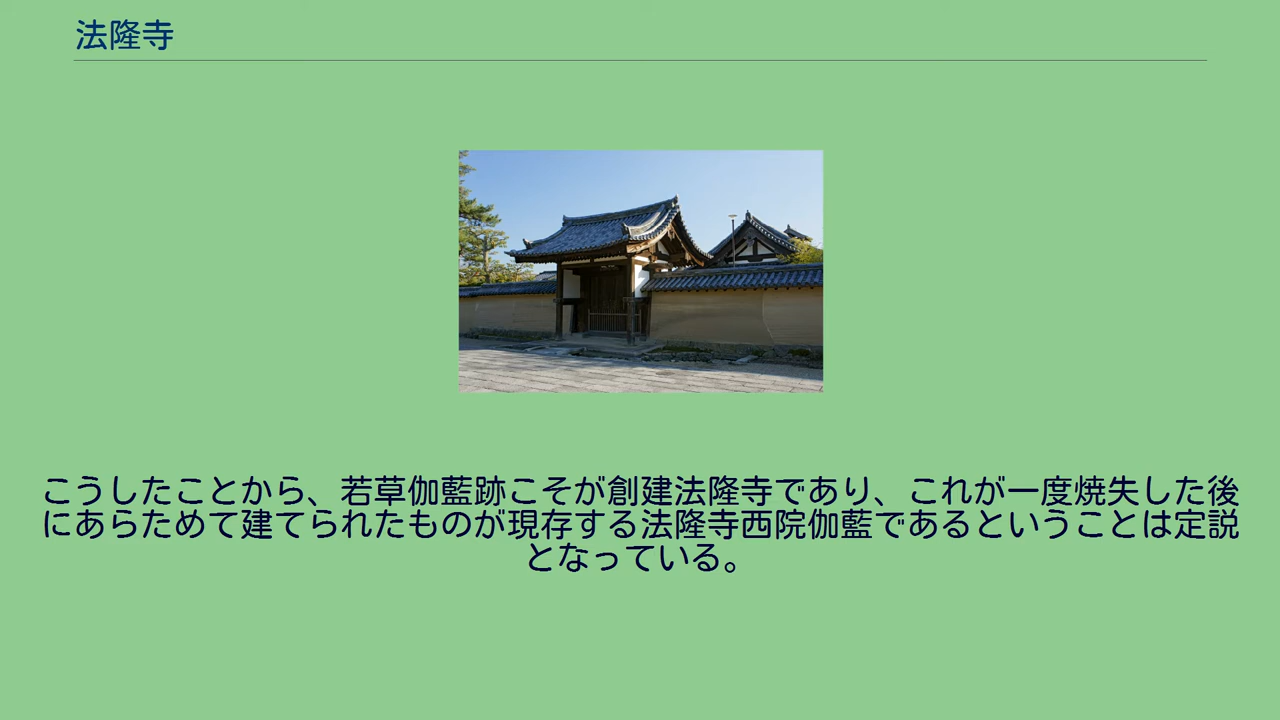 法隆寺
こうしたことから、若草伽藍跡こそが創建法隆寺であり、これが一度焼失した後
にあらためて建てられたものが現存する法隆寺西院伽藍であるということは定説
となっている。